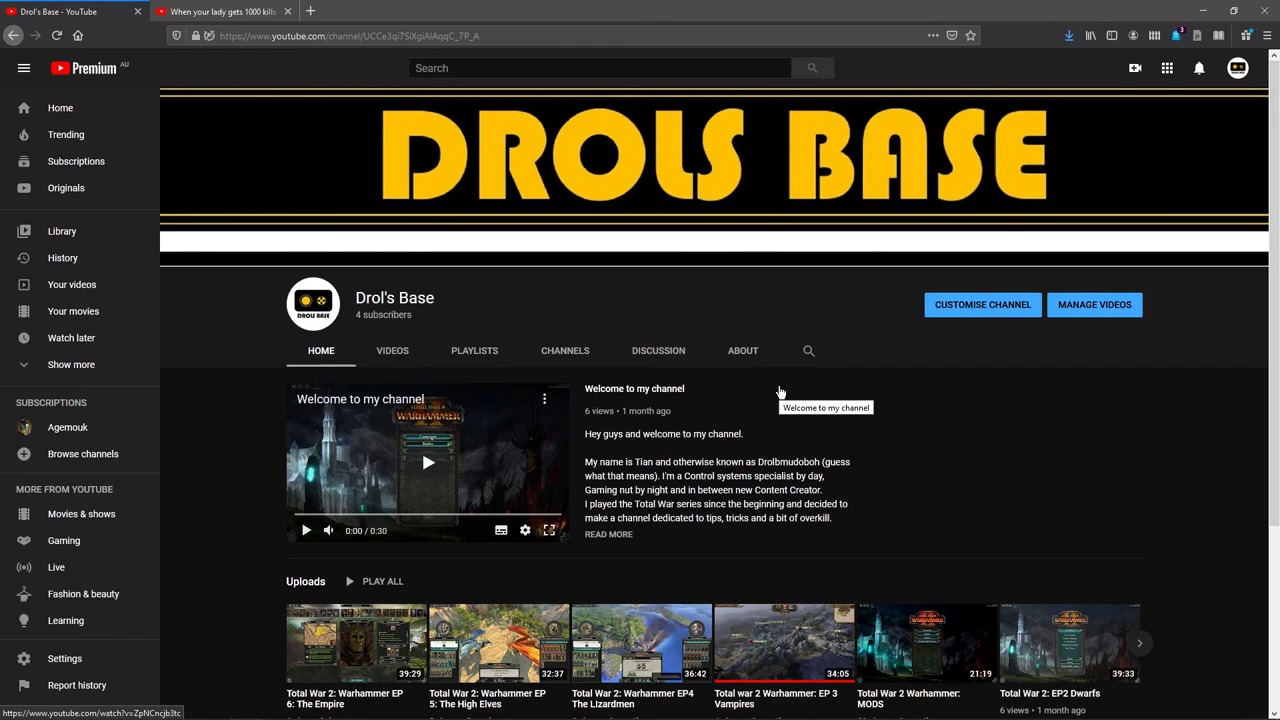 Drol's Base - YouTube
When your lady gets 1000 kills
https://www.youtube.com/channel/UCCe3qi7SiXgiAIAqqC_7P_A
3
Premium AU
Search
Home
Trending
Subscriptions
Originals
Library
History
Your videos
Your movies
Watch later
Show more
SUBSCRIPTIONS
Agemouk
Browse channels
MORE FROM YOUTUBE
Movies & shows
Gaming
Live
Fashion & beauty
Learning
Settings
Report history
https://www.youtube.com/watch?v=ZpNCncjb3tc
DROLS BASE
DROLS BASE
Drol's Base
4 subscribers
CUSTOMISE CHANNEL
MANAGE VIDEOS
HOME
VIDEOS
PLAYLISTS
CHANNELS
DISCUSSION
ABOUT
Welcome to my channel
WARHAMMER
0:00 / 0:30
Welcome to my channel
Welcome to my channel
6 views • 1 month ago
Hey guys and welcome to my channel.
My name is Tian and otherwise known as Drolbmudoboh (guess
what that means). I'm a Control systems specialist by day,
Gaming nut by night and in between new Content Creator.
I played the Total War series since the beginning and decided to
make a channel dedicated to tips, tricks and a bit of overkill.
READ MORE
Uploads
PLAY ALL
39:29
32:37
36:42
34:05
21:19
39:33
Total War 2: Warhammer EP
6: The Empire
Total War 2: Warhammer EP
5: The High Elves
Total War 2: Warhammer EP4
The LIzardmen
Total war 2 Warhammer: EP 3
Vampires
Total War 2 Warhammer:
MODS
Total War 2: EP2 Dwarfs
6 views • 1 month ago